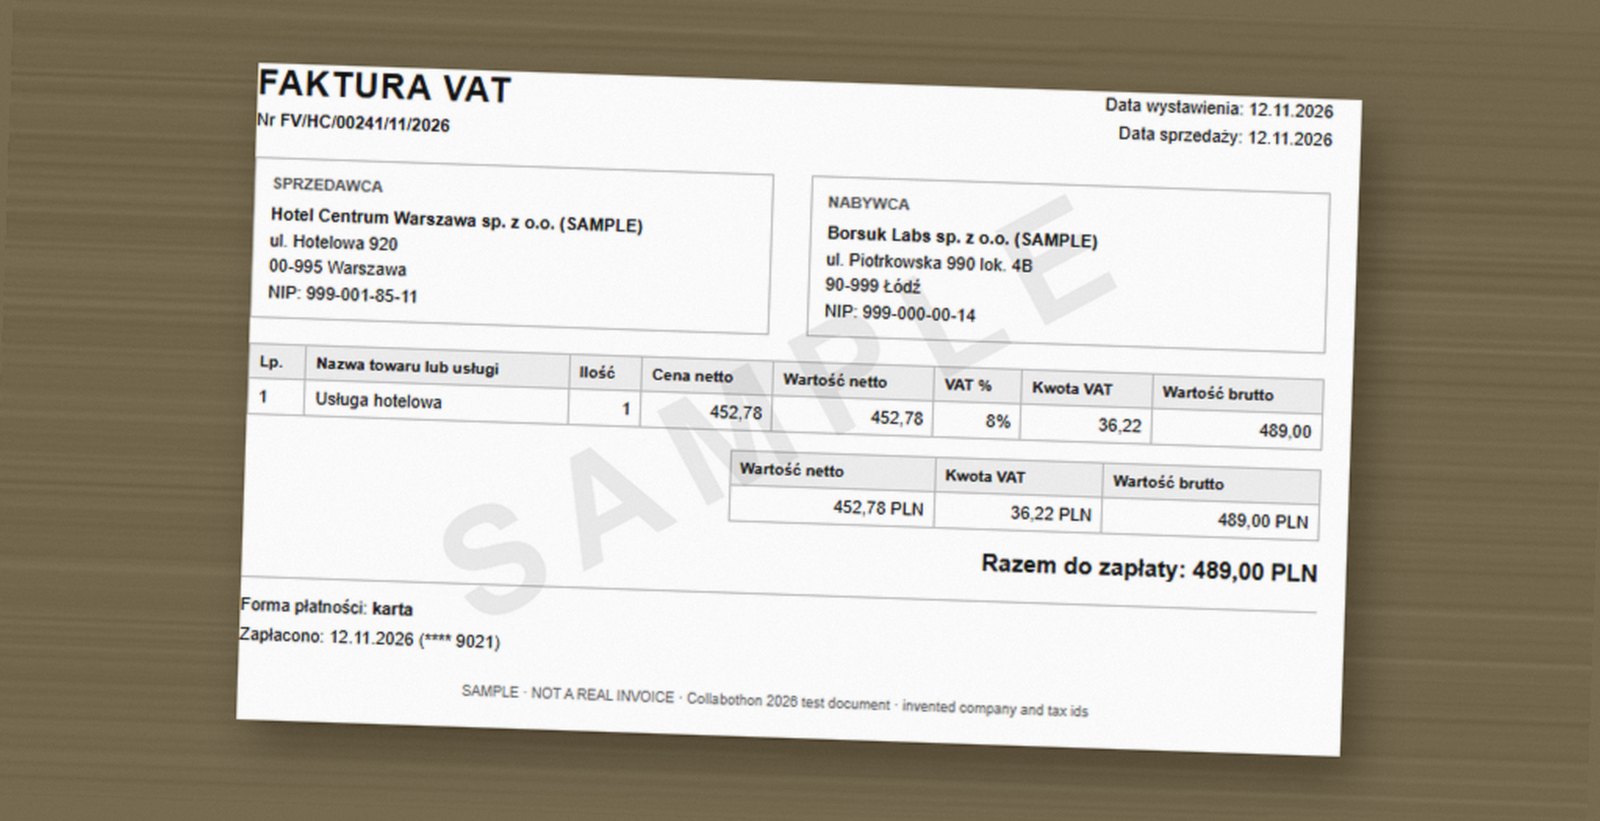 FAKTURA VAT
Nr FV/HC/00241/11/2026
Data wystawienia: 12.11.2026
Data sprzedaży: 12.11.2026
SPRZEDAWCA
Hotel Centrum Warszawa sp. z o.o. (SAMPLE)
ul. Hotelowa 920
00-995 Warszawa
NIP: 999-001-85-11
NABYWCA
Borsuk Labs sp. z o.o. (SAMPLE)
ul. Piotrkowska 990 lok. 4B
90-999 Łódź
NIP: 999-000-00-14
Lp. Nazwa towaru lub usługi Ilość Cena netto Wartość netto VAT % Kwota VAT Wartość brutto
1 Usługa hotelowa 1 452,78 452,78 8% 36,22 489,00
Wartość netto Kwota VAT Wartość brutto
452,78 PLN 36,22 PLN 489,00 PLN
Razem do zapłaty: 489,00 PLN
Forma płatności: karta
Zapłacono: 12.11.2026 (**** 9021)
SAMPLE · NOT A REAL INVOICE · Collabothon 2026 test document · invented company and tax ids
SAMPLE